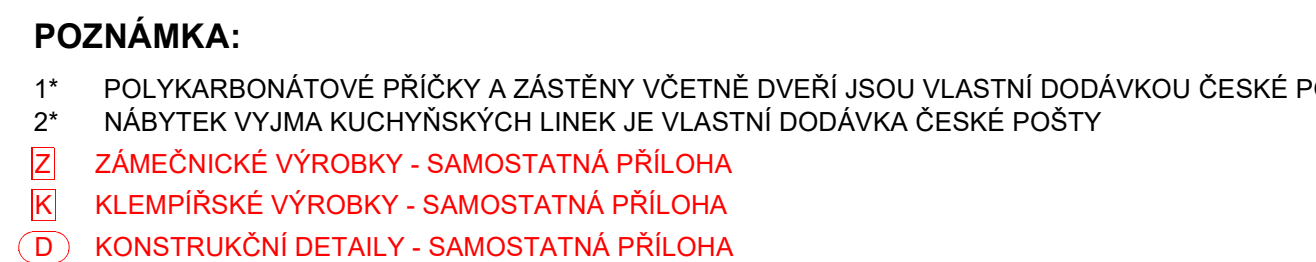 POZNÁMKA:
1* POLYKARBONÁTOVÉ PŘÍČKY A ZÁSTĚNY VČETNĚ DVEŘÍ JSOU VLASTNÍ DODÁVKOU ČESKÉ
2* NÁBYTEK VYJMA KUCHYŇSKÝCH LINEK JE VLASTNÍ DODÁVKA ČESKÉ POŠTY
Z ZÁMEČNICKÉ VÝROBKY - SAMOSTATNÁ PŘÍLOHA
K KLEMPÍŘSKÉ VÝROBKY - SAMOSTATNÁ PŘÍLOHA
D KONSTRUKČNÍ DETAILY - SAMOSTATNÁ PŘÍLOHA